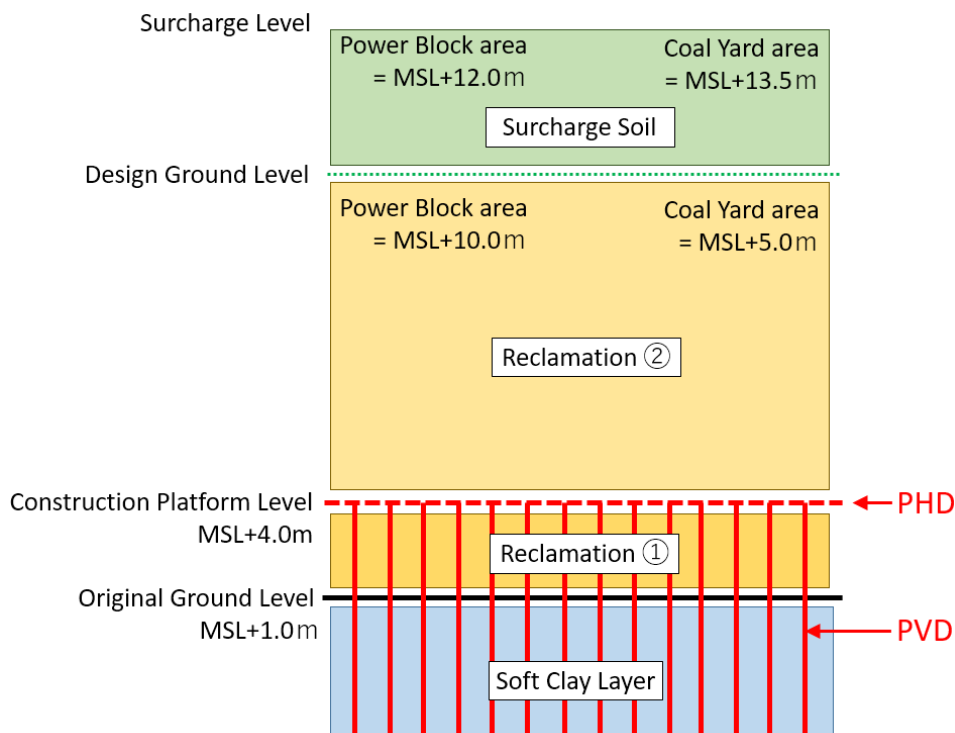 Surcharge Level
Power Block area
= MSL+12.0m
Coal Yard area
= MSL+13.5m
Surcharge Soil
Design Ground Level
Power Block area
= MSL+10.0m
Coal Yard area
= MSL+5.0m
Reclamation ②
Construction Platform Level
MSL+4.0m
PHD
Reclamation ①
Original Ground Level
MSL+1.0m
PVD
Soft Clay Layer